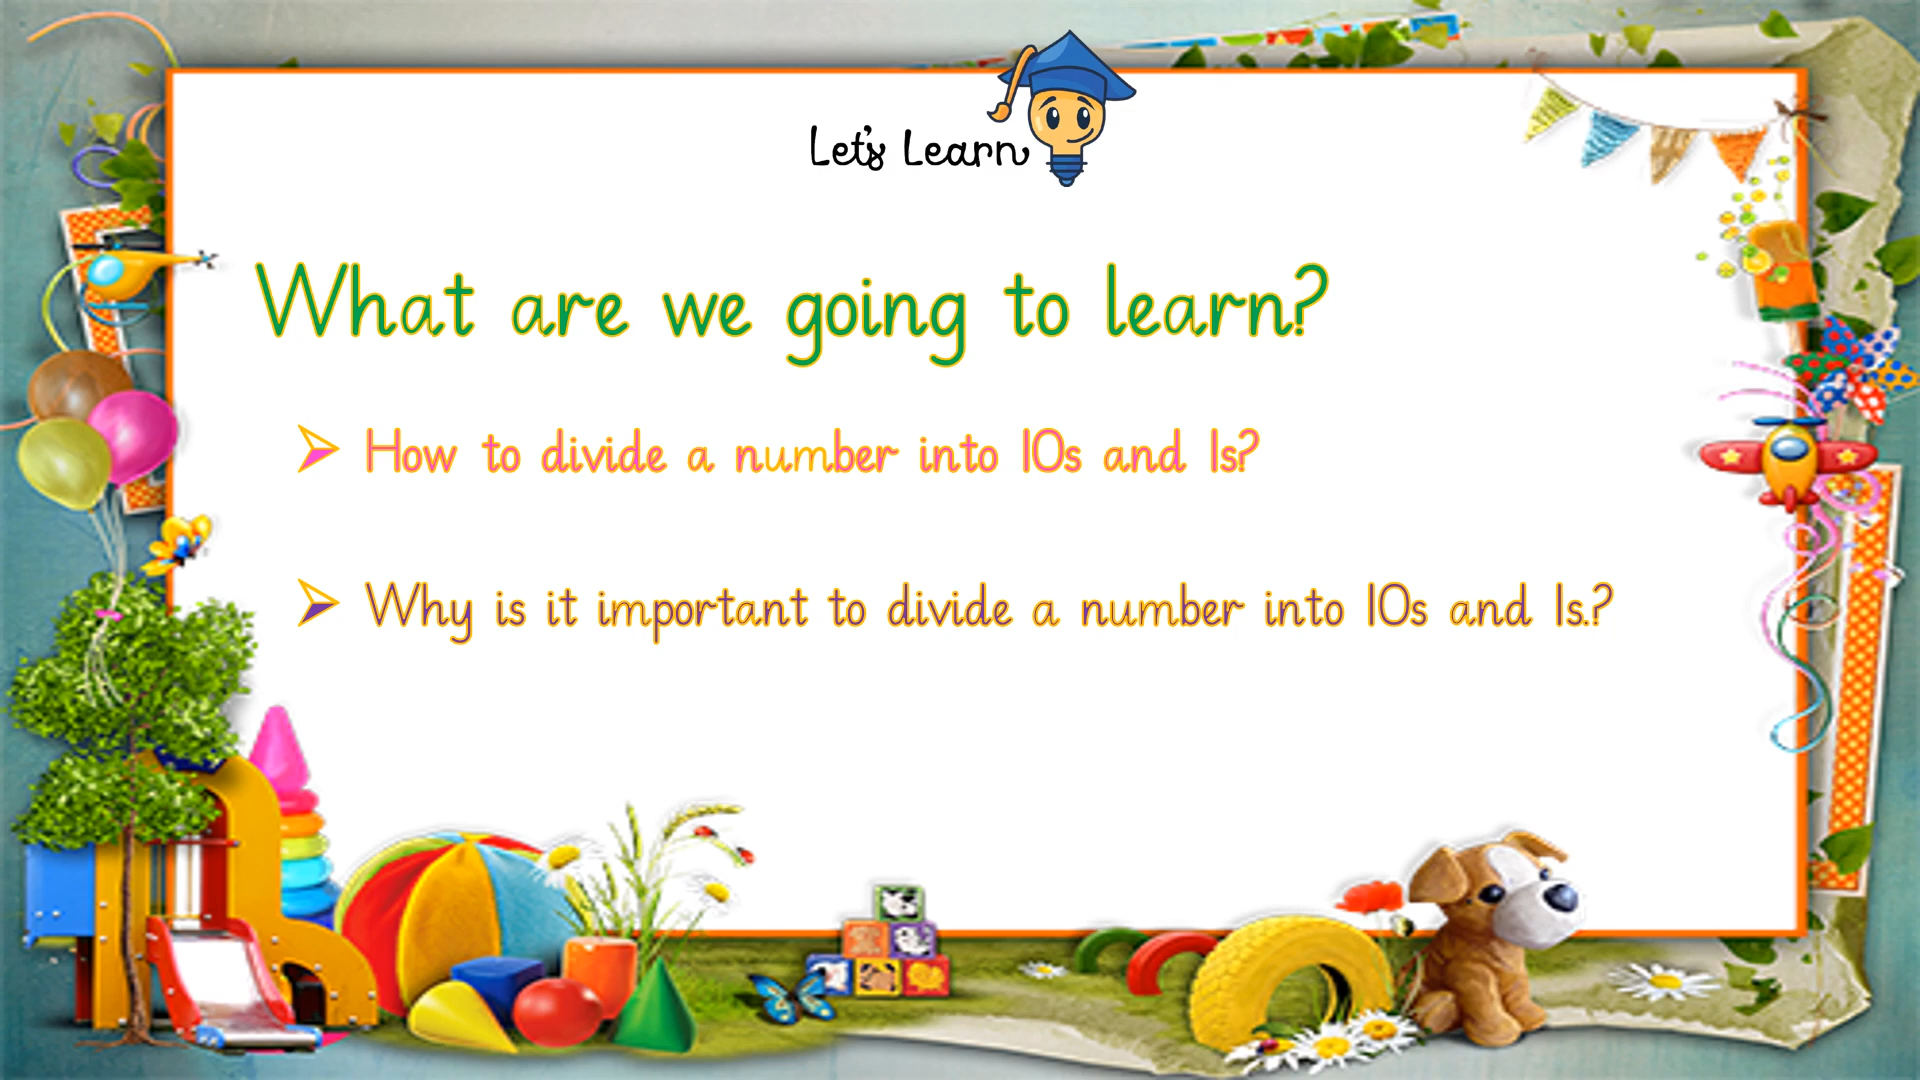 Let's Learn
What are we going to learn?
How to divide a number into 10s and 1s?
Why is it important to divide a number into 10s and 1s.?